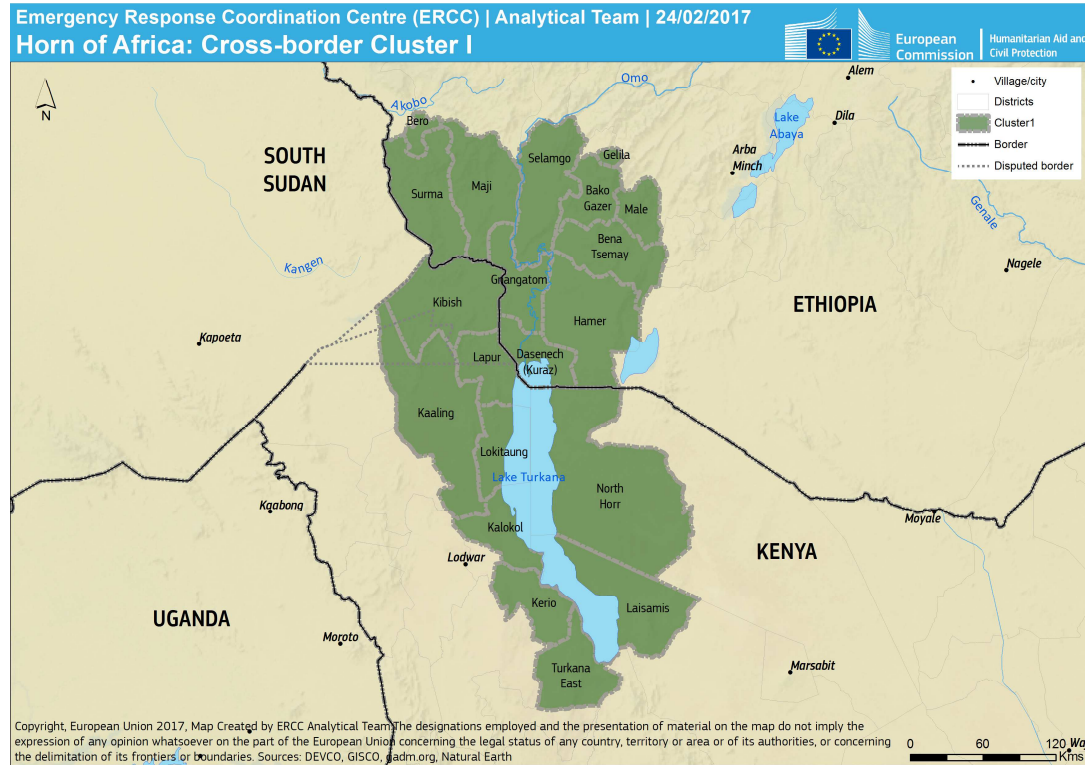 Emergency Response Coordination Centre (ERCC) | Analytical Team | 24/02/2017
Horn of Africa: Cross-border Cluster I
European
Commission
Humanitarian Aid and
Civil Protection
N
Village/city
Districts
Cluster1
Border
Disputed border
Akobo
Omo
Alem
Bero
Lake
Abaya
Dila
SOUTH
SUDAN
Selamgo
Gelila
Arba
Minch
Surma
Maji
Bako
Gazer
Male
Genale
Bena
Tsemay
Kangen
Nagele
Gnangatom
Kibish
ETHIOPIA
Hamer
Kapoeta
Lapur
Dasenech
(Kuraz)
Kaaling
Lokitaung
Lake Turkana
North
Horr
Kaabong
Kalokol
Moyale
Lodwar
KENYA
Kerio
Laisamis
UGANDA
Moroto
Turkana
East
Marsabit
Copyright, European Union 2017, Map Created by ERCC Analytical Team The designations employed and the presentation of material on the map do not imply the
expression of any opinion whatsoever on the part of the European Union concerning the legal status of any country, territory or area or of its authorities, or concerning
the delimitation of its frontiers or boundaries. Sources: DEVCO, GISCO, gadm.org, Natural Earth
0 60 120
Kms